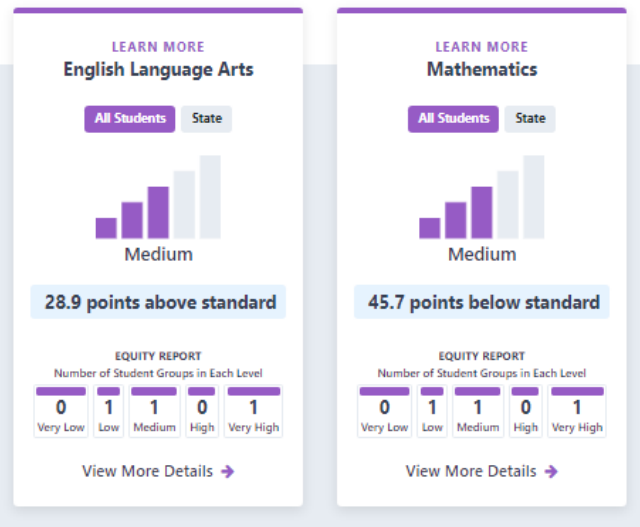 LEARN MORE
English Language Arts
All Students State
Medium
28.9 points above standard
EQUITY REPORT
Number of Student Groups in Each Level
0 1 1 0 1
Very Low Low Medium High Very High
View More Details →
LEARN MORE
Mathematics
All Students State
Medium
45.7 points below standard
EQUITY REPORT
Number of Student Groups in Each Level
0 1 1 0 1
Very Low Low Medium High Very High
View More Details →